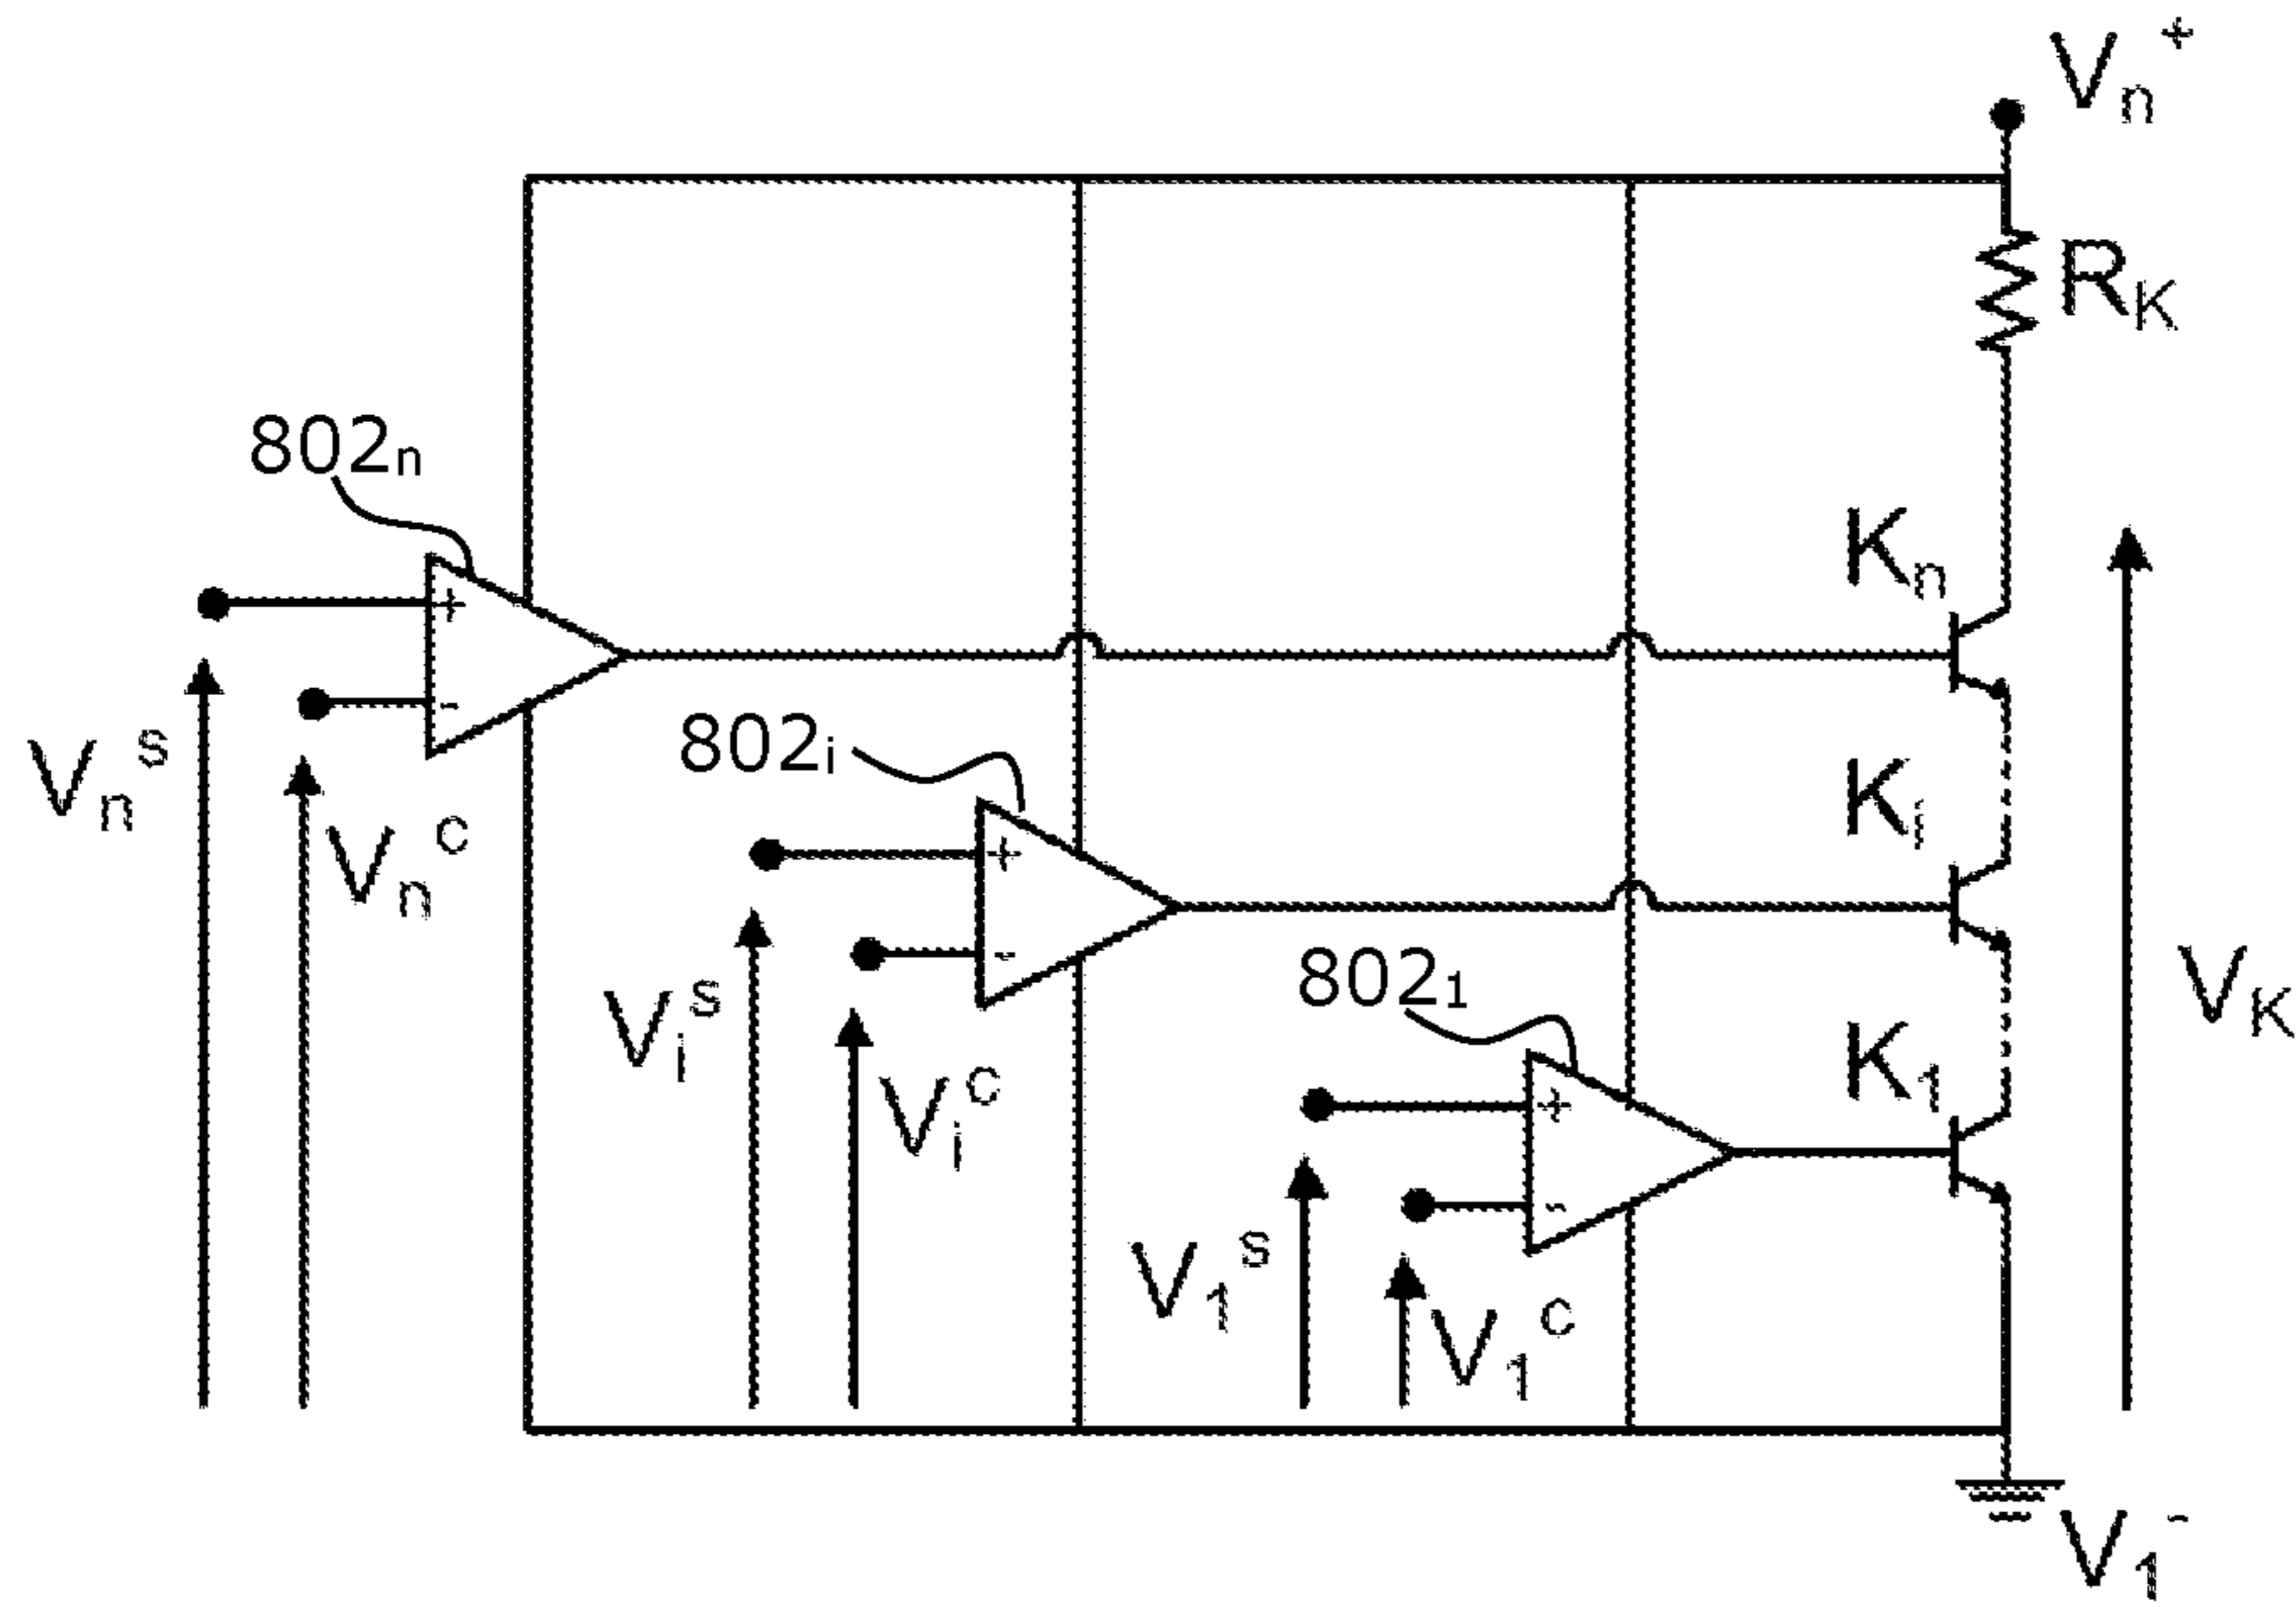 Vn+
RK
802n
Kn
+
-
802i
Vns
Ki
Vnc
+
-
VK
8021
Vis
K1
Vic
+
-
V1s
V1c
V1-